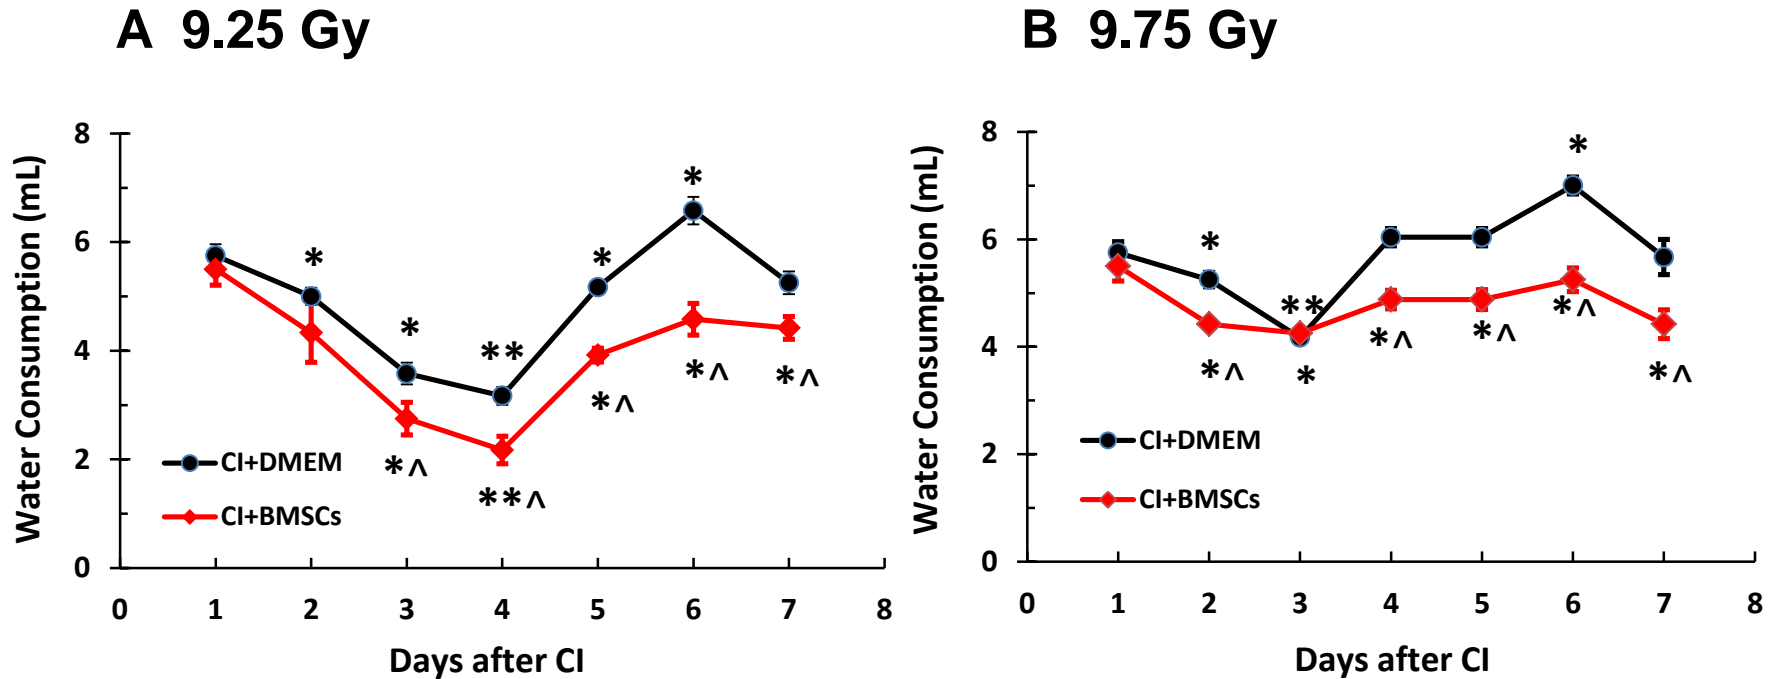 A 9.25 Gy
Water Consumption (mL)
8
6
4
2
0
*
*
**
*
*
*^
**^
*^
*^
*^
CI+DMEM
CI+BMSCs
0 1 2 3 4 5 6 7 8
Days after CI
B 9.75 Gy
Water Consumption (mL)
8
6
4
2
0
*
*
**
*^
*
*^
*^
*^
*^
CI+DMEM
CI+BMSCs
0 1 2 3 4 5 6 7 8
Days after CI